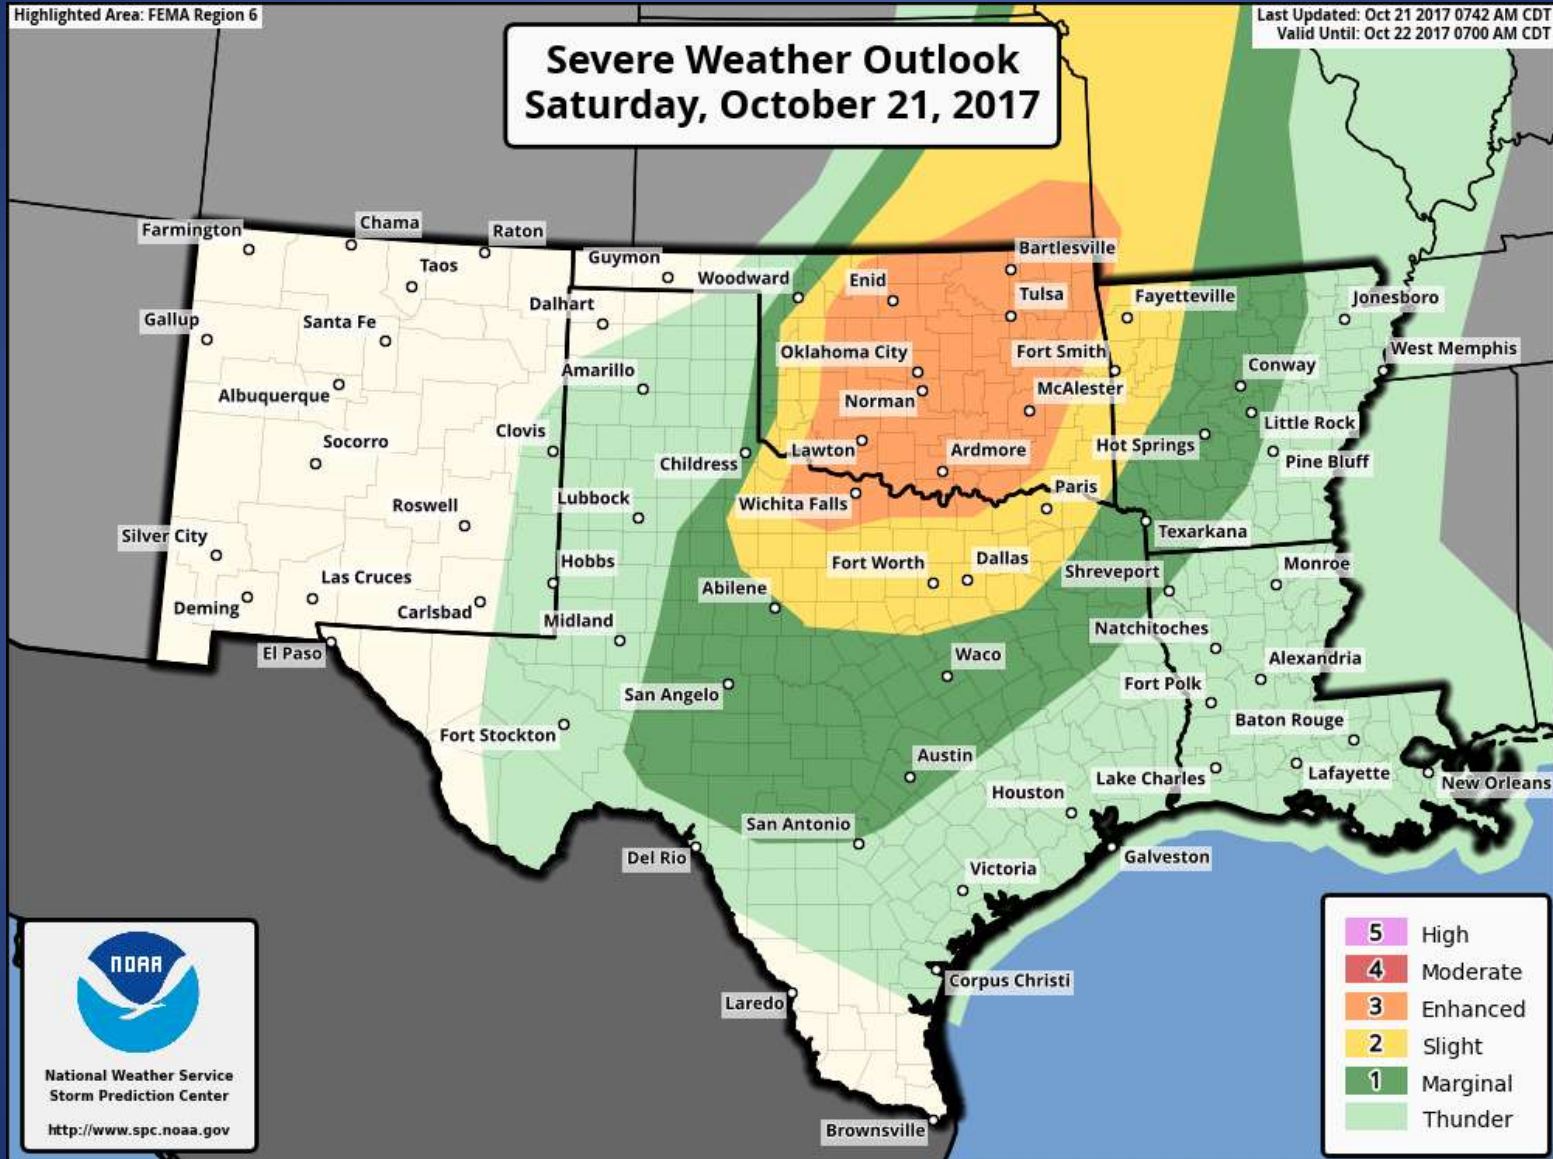 Highlighted Area: FEMA Region 6
Last Updated: Oct 21 2017 0742 AM CDT
Valid Until: Oct 22 2017 0700 AM CDT
Severe Weather Outlook
Saturday, October 21, 2017
Farmington
Chama
Raton
Taos
Guymon
Woodward
Enid
Bartlesville
Dalhart
Tulsa
Fayetteville
Jonesboro
Gallup
Santa Fe
Oklahoma City
Fort Smith
West Memphis
Amarillo
Conway
Albuquerque
Norman
McAlester
Clovis
Little Rock
Socorro
Childress
Lawton
Ardmore
Hot Springs
Pine Bluff
Roswell
Lubbock
Wichita Falls
Paris
Silver City
Texarkana
Las Cruces
Hobbs
Fort Worth
Dallas
Shreveport
Monroe
Deming
Carlsbad
Abilene
Midland
Natchitoches
El Paso
Waco
Alexandria
San Angelo
Fort Polk
Fort Stockton
Baton Rouge
Austin
Lake Charles
Lafayette
New Orleans
Houston
San Antonio
Del Rio
Galveston
Victoria
Corpus Christi
Laredo
Brownsville
NOAA
National Weather Service
Storm Prediction Center
http://www.spc.noaa.gov
5 High
4 Moderate
3 Enhanced
2 Slight
1 Marginal
Thunder